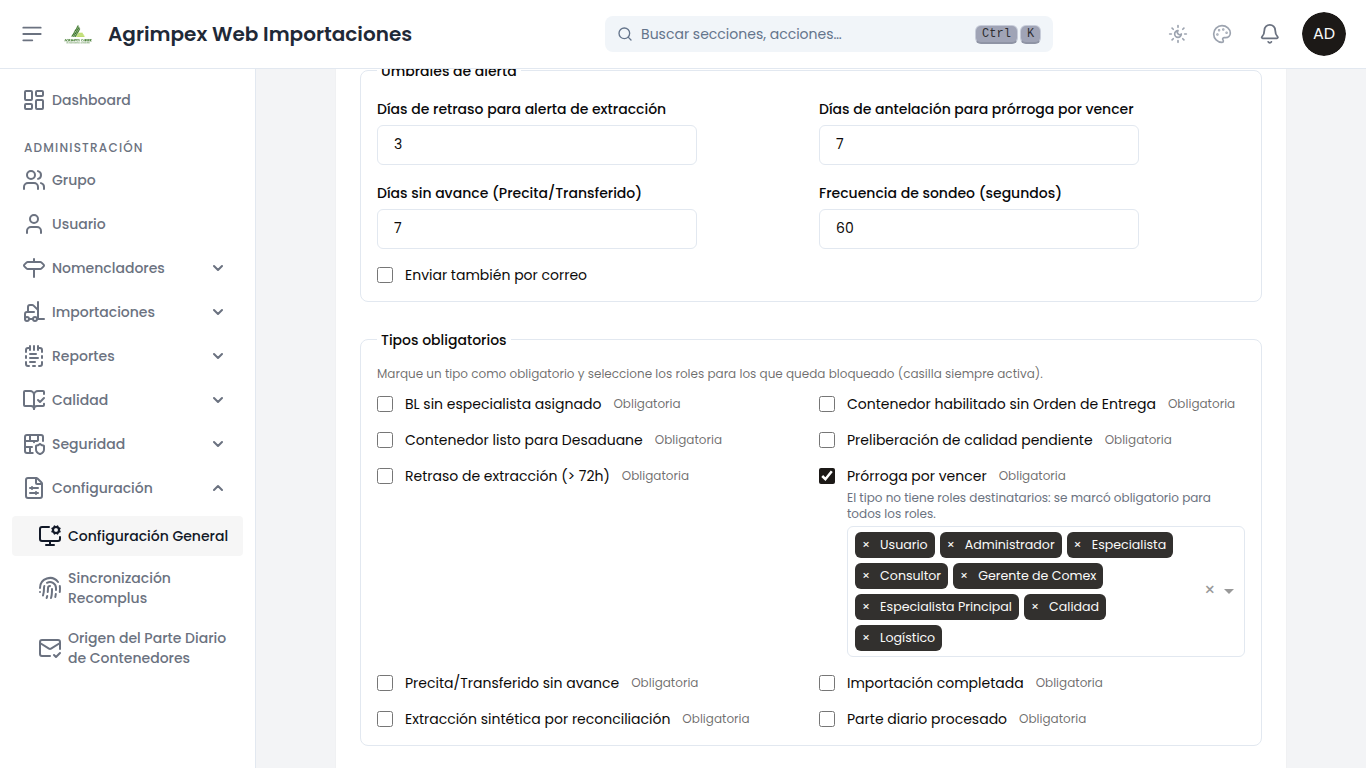 Agrimpex Web Importaciones
Buscar secciones, acciones...
Ctrl K
AD
Dashboard
ADMINISTRACIÓN
Grupo
Usuario
Nomencladores
Importaciones
Reportes
Calidad
Seguridad
Configuración
Configuración General
Sincronización
Recomplus
Origen del Parte Diario
de Contenedores
Umbrales de alerta
Días de retraso para alerta de extracción
3
Días de antelación para prórroga por vencer
7
Días sin avance (Precita/Transferido)
7
Frecuencia de sondeo (segundos)
60
Enviar también por correo
Tipos obligatorios
Marque un tipo como obligatorio y seleccione los roles para los que queda bloqueado (casilla siempre activa).
BL sin especialista asignado Obligatoria
Contenedor habilitado sin Orden de Entrega Obligatoria
Contenedor listo para Desaduane Obligatoria
Preliberación de calidad pendiente Obligatoria
Retraso de extracción (> 72h) Obligatoria
Prórroga por vencer Obligatoria
El tipo no tiene roles destinatarios: se marcó obligatorio para
todos los roles.
× Usuario × Administrador × Especialista
× Consultor × Gerente de Comex
× Especialista Principal × Calidad
× Logístico
×
Precita/Transferido sin avance Obligatoria
Importación completada Obligatoria
Extracción sintética por reconciliación Obligatoria
Parte diario procesado Obligatoria